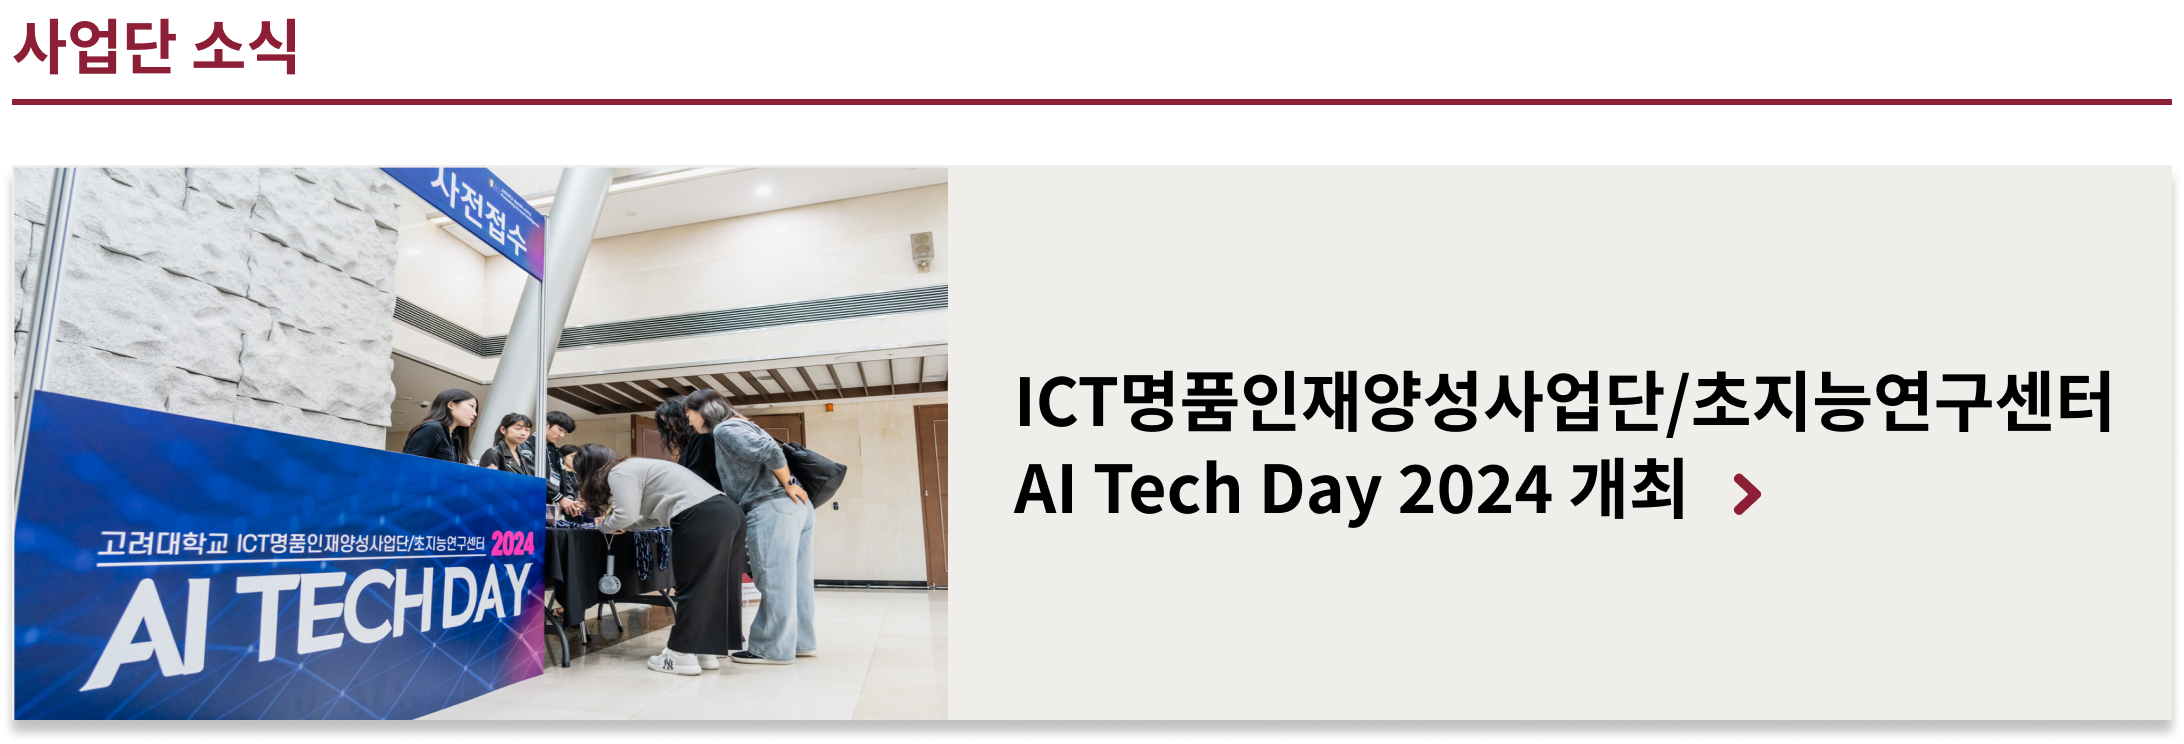 사업단 소식
사전접수
고려대학교 ICT명품인재양성사업단/초지능연구센터 2024
AI TECH DAY
ICT명품인재양성사업단/초지능연구센터
AI Tech Day 2024 개최